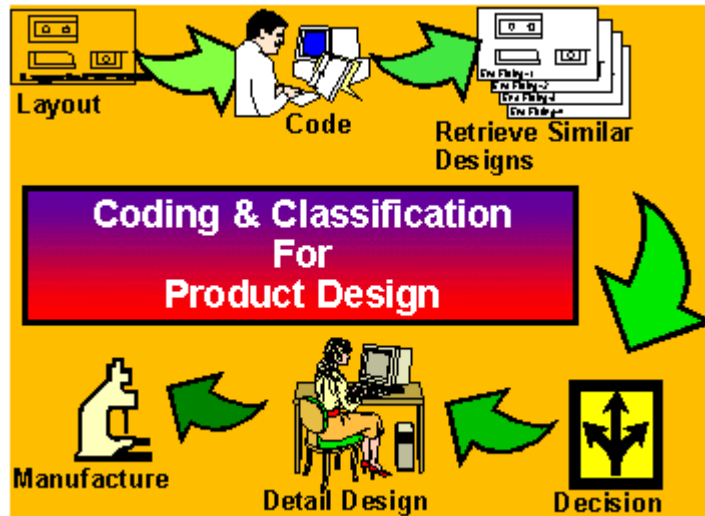 Layout
Code
Retrieve Similar
Designs
Coding & Classification
For
Product Design
Manufacture
Detail Design
Decision